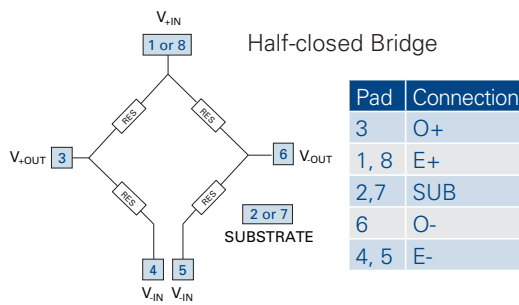 V+IN
1 or 8
Half-closed Bridge
RES
RES
V+OUT
3
6
V-OUT
RES
RES
2 or 7
SUBSTRATE
4
5
V-IN
V-IN
Pad Connection
3 O+
1, 8 E+
2,7 SUB
6 O-
4, 5 E-